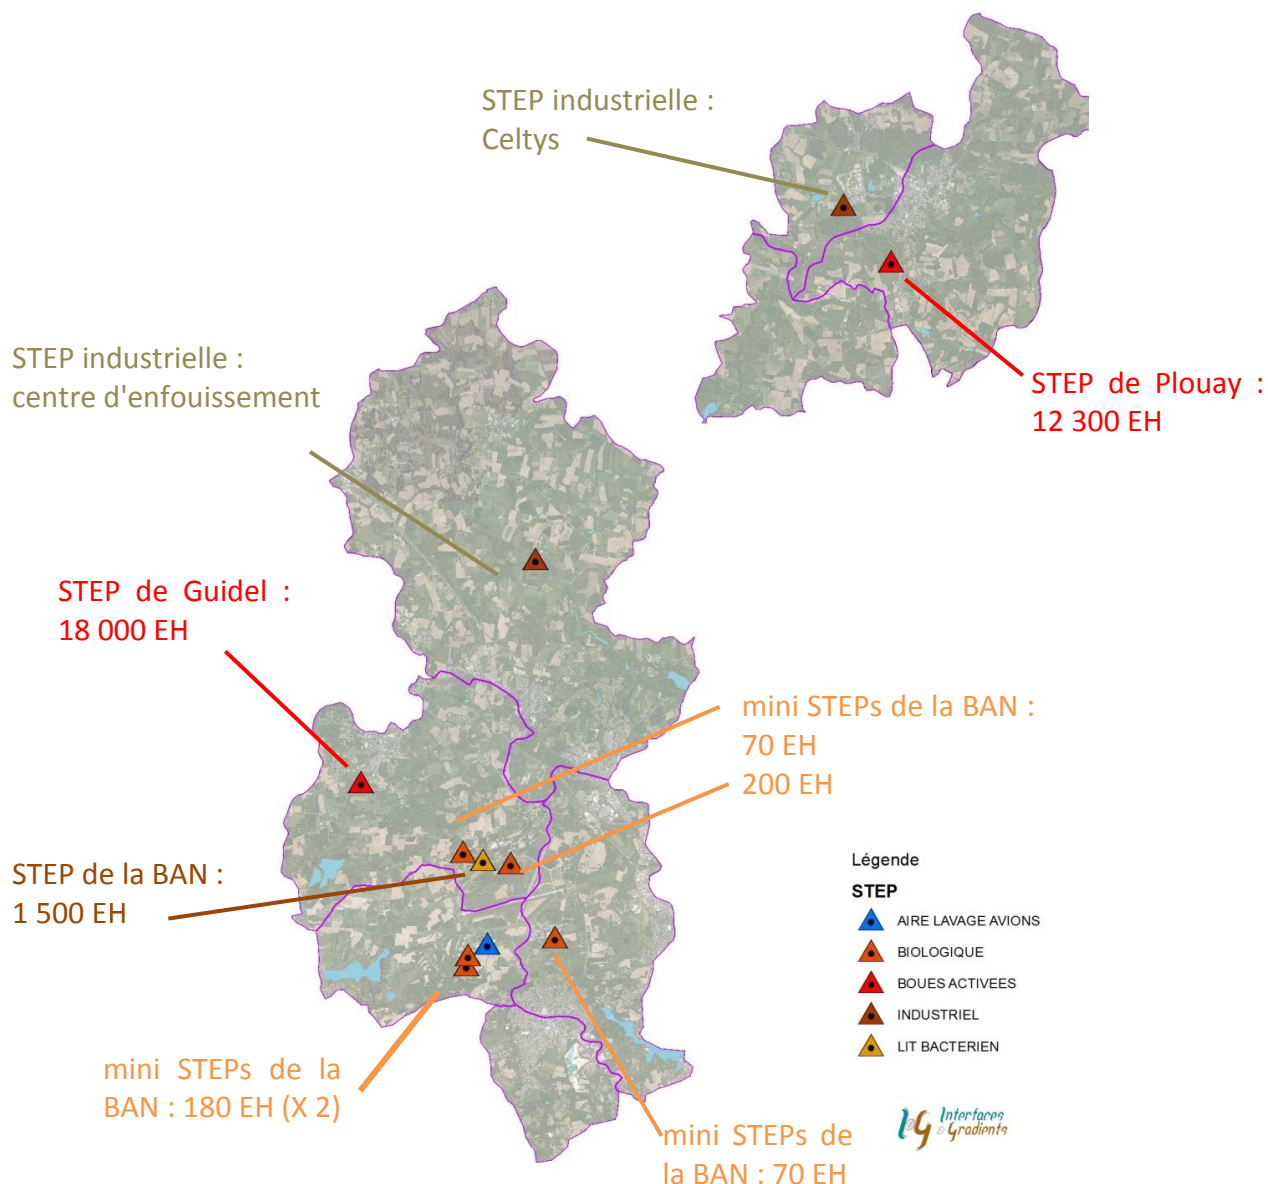 STEP industrielle :
Celtys
STEP industrielle :
centre d'enfouissement
STEP de Plouay :
12 300 EH
STEP de Guidel :
18 000 EH
mini STEPs de la BAN :
70 EH
200 EH
STEP de la BAN :
1 500 EH
mini STEPs de la
BAN : 180 EH (X 2)
mini STEPs de
la BAN : 70 EH
Légende
STEP
AIRE LAVAGE AVIONS
BIOLOGIQUE
BOUES ACTIVEES
INDUSTRIEL
LIT BACTERIEN
I&G Interfaces
& Gradients